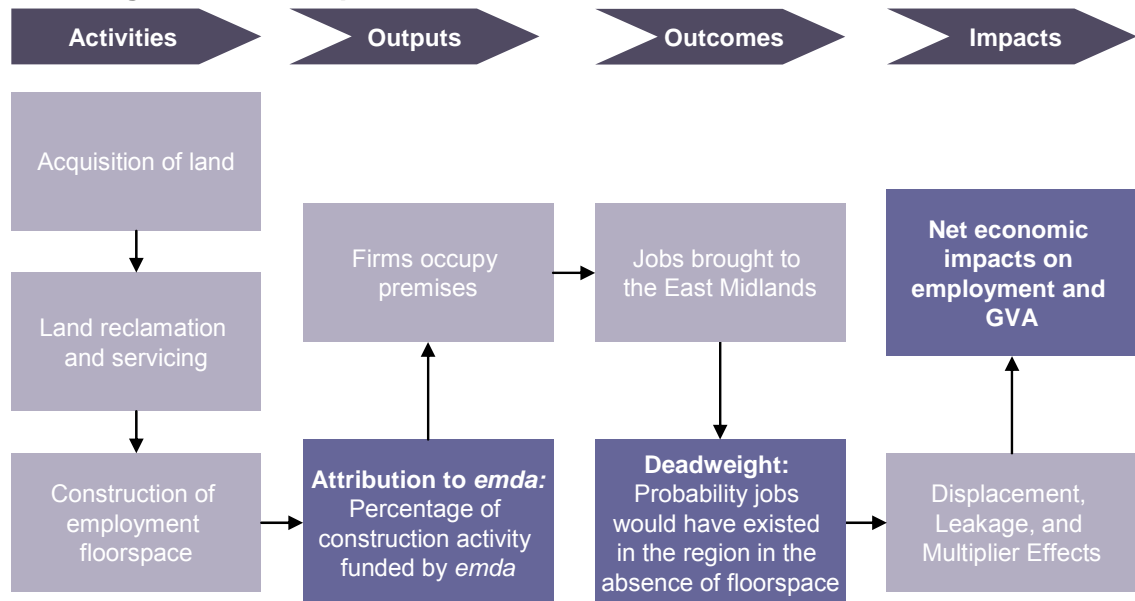 Activities
Outputs
Outcomes
Impacts
Acquisition of land
Land reclamation
and servicing
Construction of
employment
floorspace
Attribution to emda:
Percentage of
construction activity
funded by emda
Firms occupy
premises
Jobs brought to
the East Midlands
Deadweight:
Probability jobs
would have existed
in the region in the
absence of floorspace
Displacement,
Leakage, and
Multiplier Effects
Net economic
impacts on
employment and
GVA